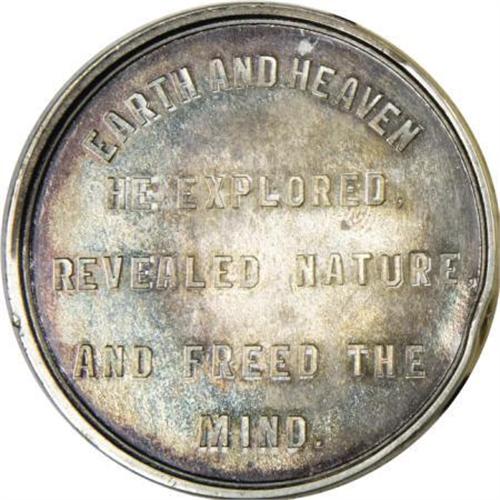 EARTH AND HEAVEN
HE EXPLORED,
REVEALED NATURE,
AND FREED THE
MIND.